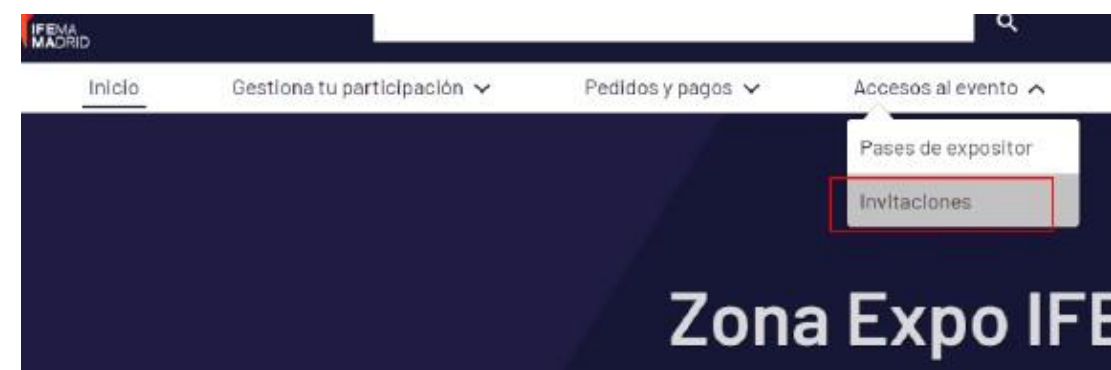 IFEMA
MADRID
Inicio
Gestiona tu participación
Pedidos y pagos
Accesos al evento
Pases de expositor
Invitaciones
Zona Expo IFE